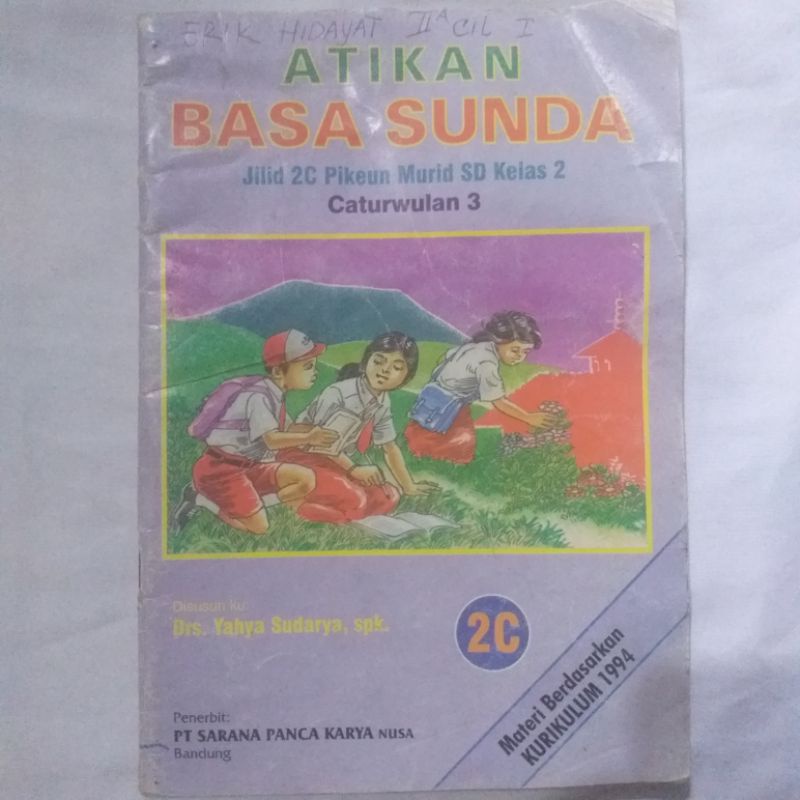 ERIK HIDAYAT II A CIL I
ATIKAN
BASA SUNDA
Jilid 2C Pikeun Murid SD Kelas 2
Caturwulan 3
Disusun ku:
Drs. Yahya Sudarya, spk.
2C
Materi Berdasarkan
KURIKULUM 1994
Penerbit:
PT SARANA PANCA KARYA NUSA
Bandung